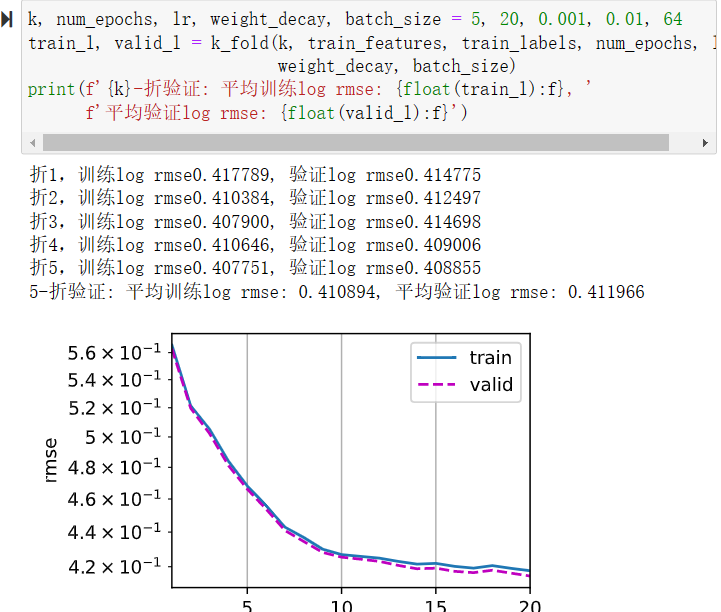 k, num_epochs, lr, weight_decay, batch_size = 5, 20, 0.001, 0.01, 64
train_l, valid_l = k_fold(k, train_features, train_labels, num_epochs,
weight_decay, batch_size)
print(f'{k}-折验证: 平均训练log rmse: {float(train_l):f}, '
f'平均验证log rmse: {float(valid_l):f}')
折1，训练log rmse0.417789, 验证log rmse0.414775
折2，训练log rmse0.410384, 验证log rmse0.412497
折3，训练log rmse0.407900, 验证log rmse0.414698
折4，训练log rmse0.410646, 验证log rmse0.409006
折5，训练log rmse0.407751, 验证log rmse0.408855
5-折验证: 平均训练log rmse: 0.410894, 平均验证log rmse: 0.411966
train
valid
5.6 × 10⁻¹
5.4 × 10⁻¹
5.2 × 10⁻¹
5 × 10⁻¹
4.8 × 10⁻¹
4.6 × 10⁻¹
4.4 × 10⁻¹
4.2 × 10⁻¹
rmse
5 10 15 20